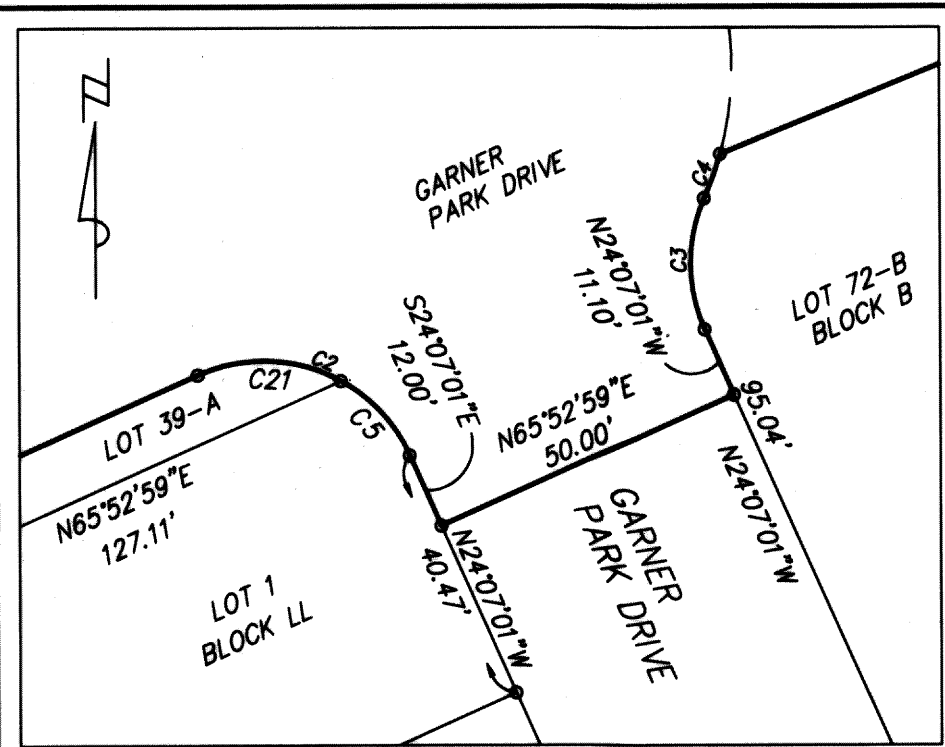 N
GARNER
PARK DRIVE
C4
N24°07'01"W
11.10'
C3
LOT 72-B
BLOCK B
S24°07'01"E
12.00'
C2
C21
LOT 39-A
C5
N65°52'59"E
50.00'
95.04'
N24°07'01"W
N65°52'59"E
127.11'
GARNER
PARK DRIVE
N24°07'01"W
40.47'
LOT 1
BLOCK LL